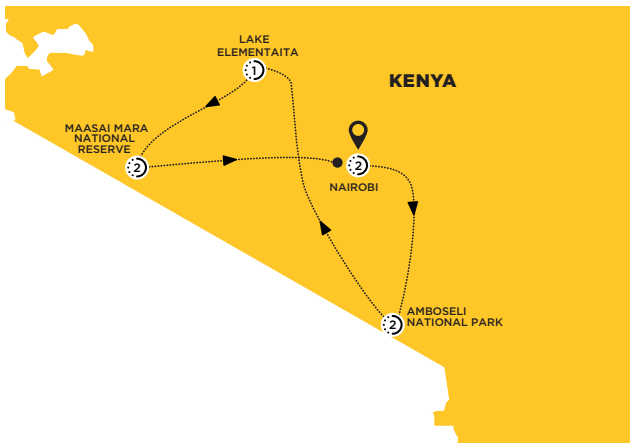 LAKE
ELEMENTAITA
1
KENYA
MAASAI MARA
NATIONAL
RESERVE
2
2
NAIROBI
AMBOSELI
NATIONAL PARK
2